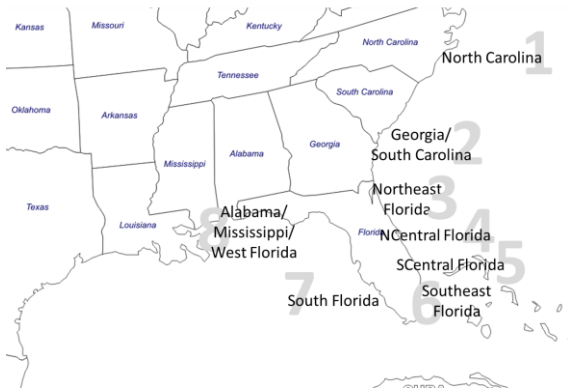 Kansas
Missouri
Kentucky
North Carolina
1
North Carolina
Tennessee
Oklahoma
Arkansas
South Carolina
2
Georgia/
South Carolina
Mississippi
Alabama
Georgia
Northeast
Florida
3
Texas
Louisiana
8
Alabama/
Mississippi/
West Florida
Florida
NCentral Florida
4
SCentral Florida
5
7
South Florida
6
Southeast
Florida